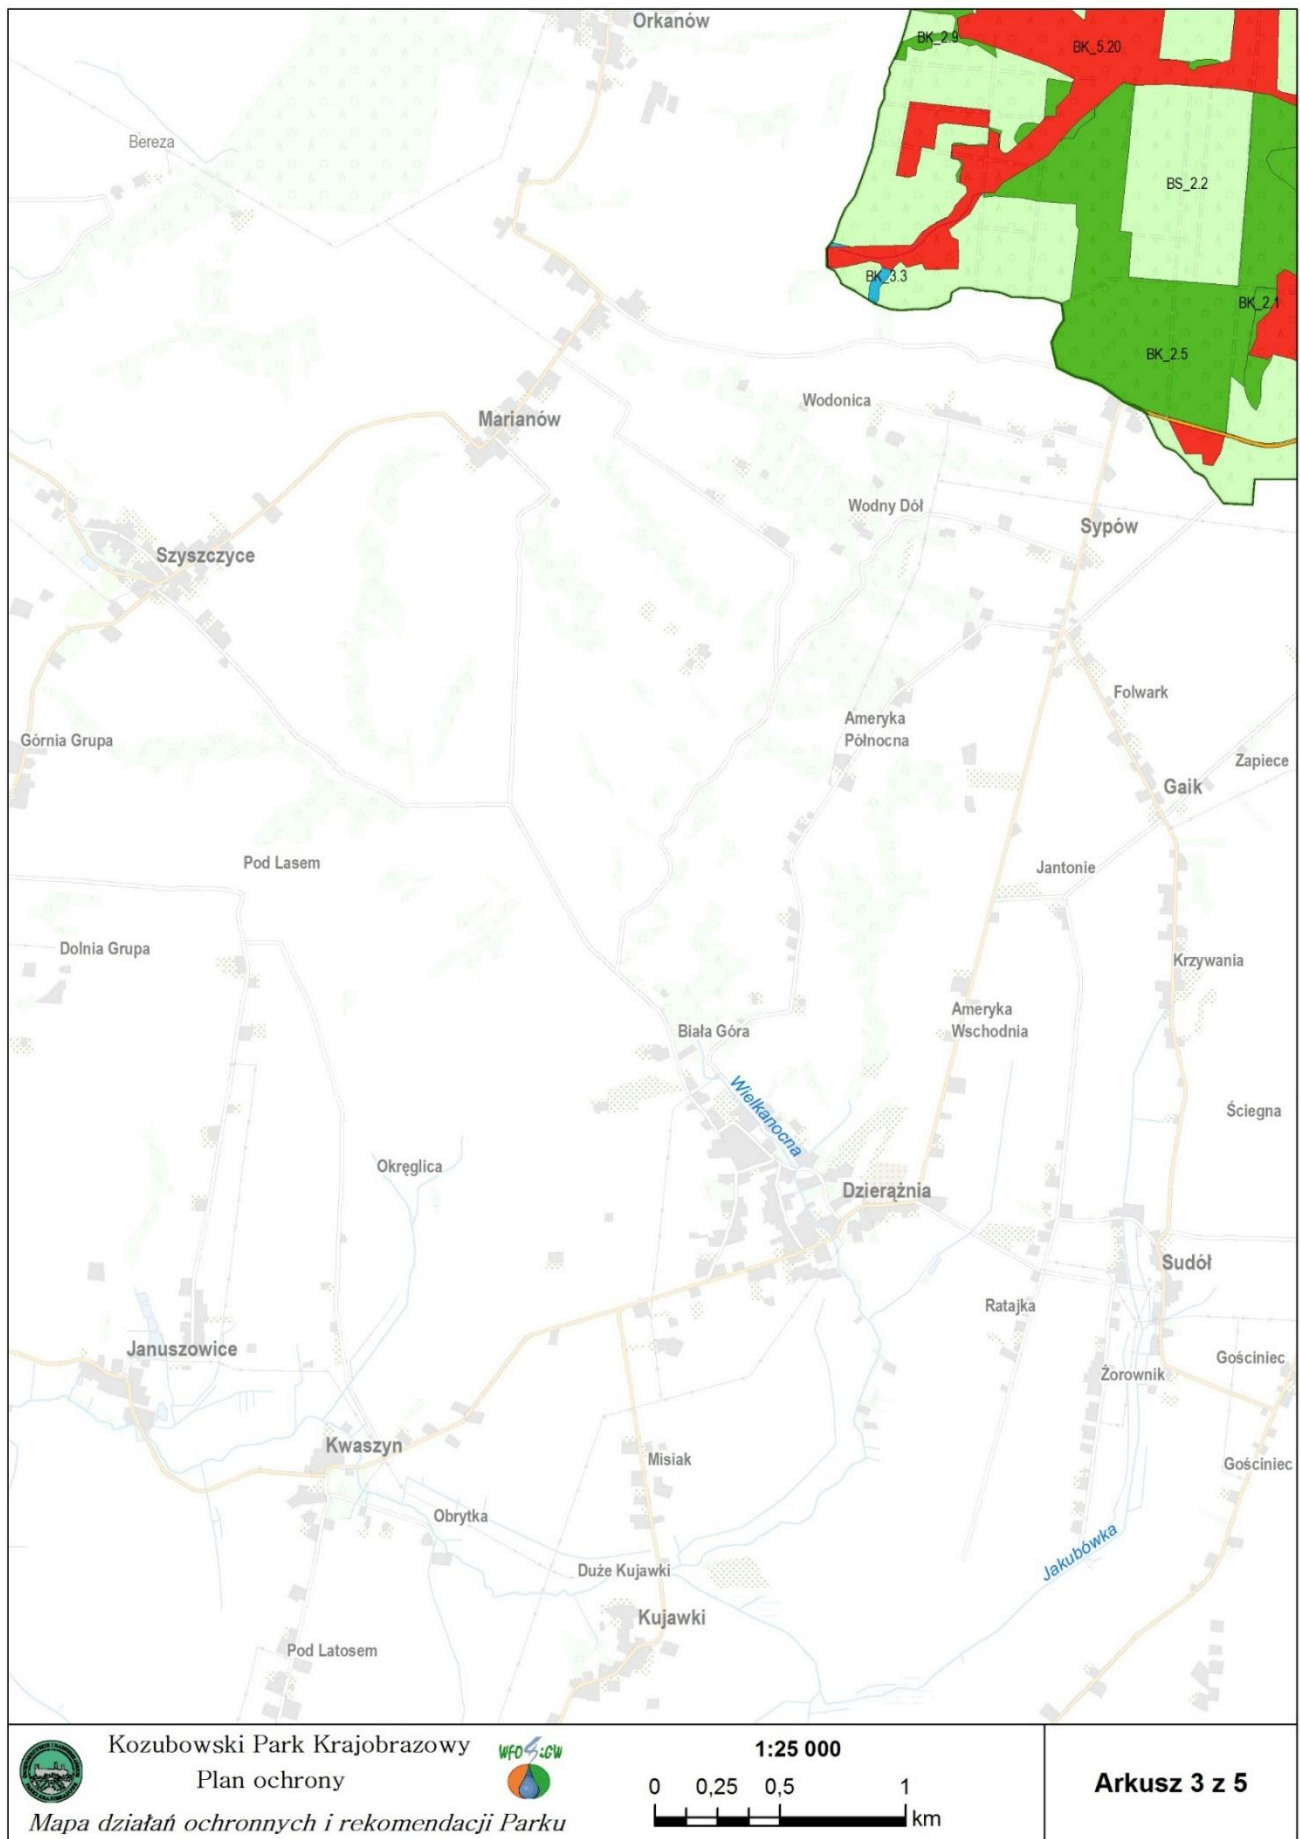 Orkanów
BK_2.9
BK_5.20
Bereza
BS_2.2
BK_3.3
BK_2.1
BK_2.5
Wodonica
Marianów
Wodny Dół
Sypów
Szyszczyce
Folwark
Ameryka
Północna
Górnia Grupa
Zapiece
Gaik
Pod Lasem
Jantonie
Dolnia Grupa
Krzywania
Ameryka
Wschodnia
Biała Góra
Wielkanocna
Ściegna
Okręglica
Dzierążnia
Sudół
Ratajka
Januszowice
Gościniec
Żorownik
Kwaszyn
Misiak
Gościniec
Obrytka
Jakubówka
Duże Kujawki
Kujawki
Pod Latosem
Kozubowski Park Krajobrazowy
Plan ochrony
Mapa działań ochronnych i rekomendacji Parku
WFOŚiGW
1:25 000
0 0,25 0,5 1
km
Arkusz 3 z 5